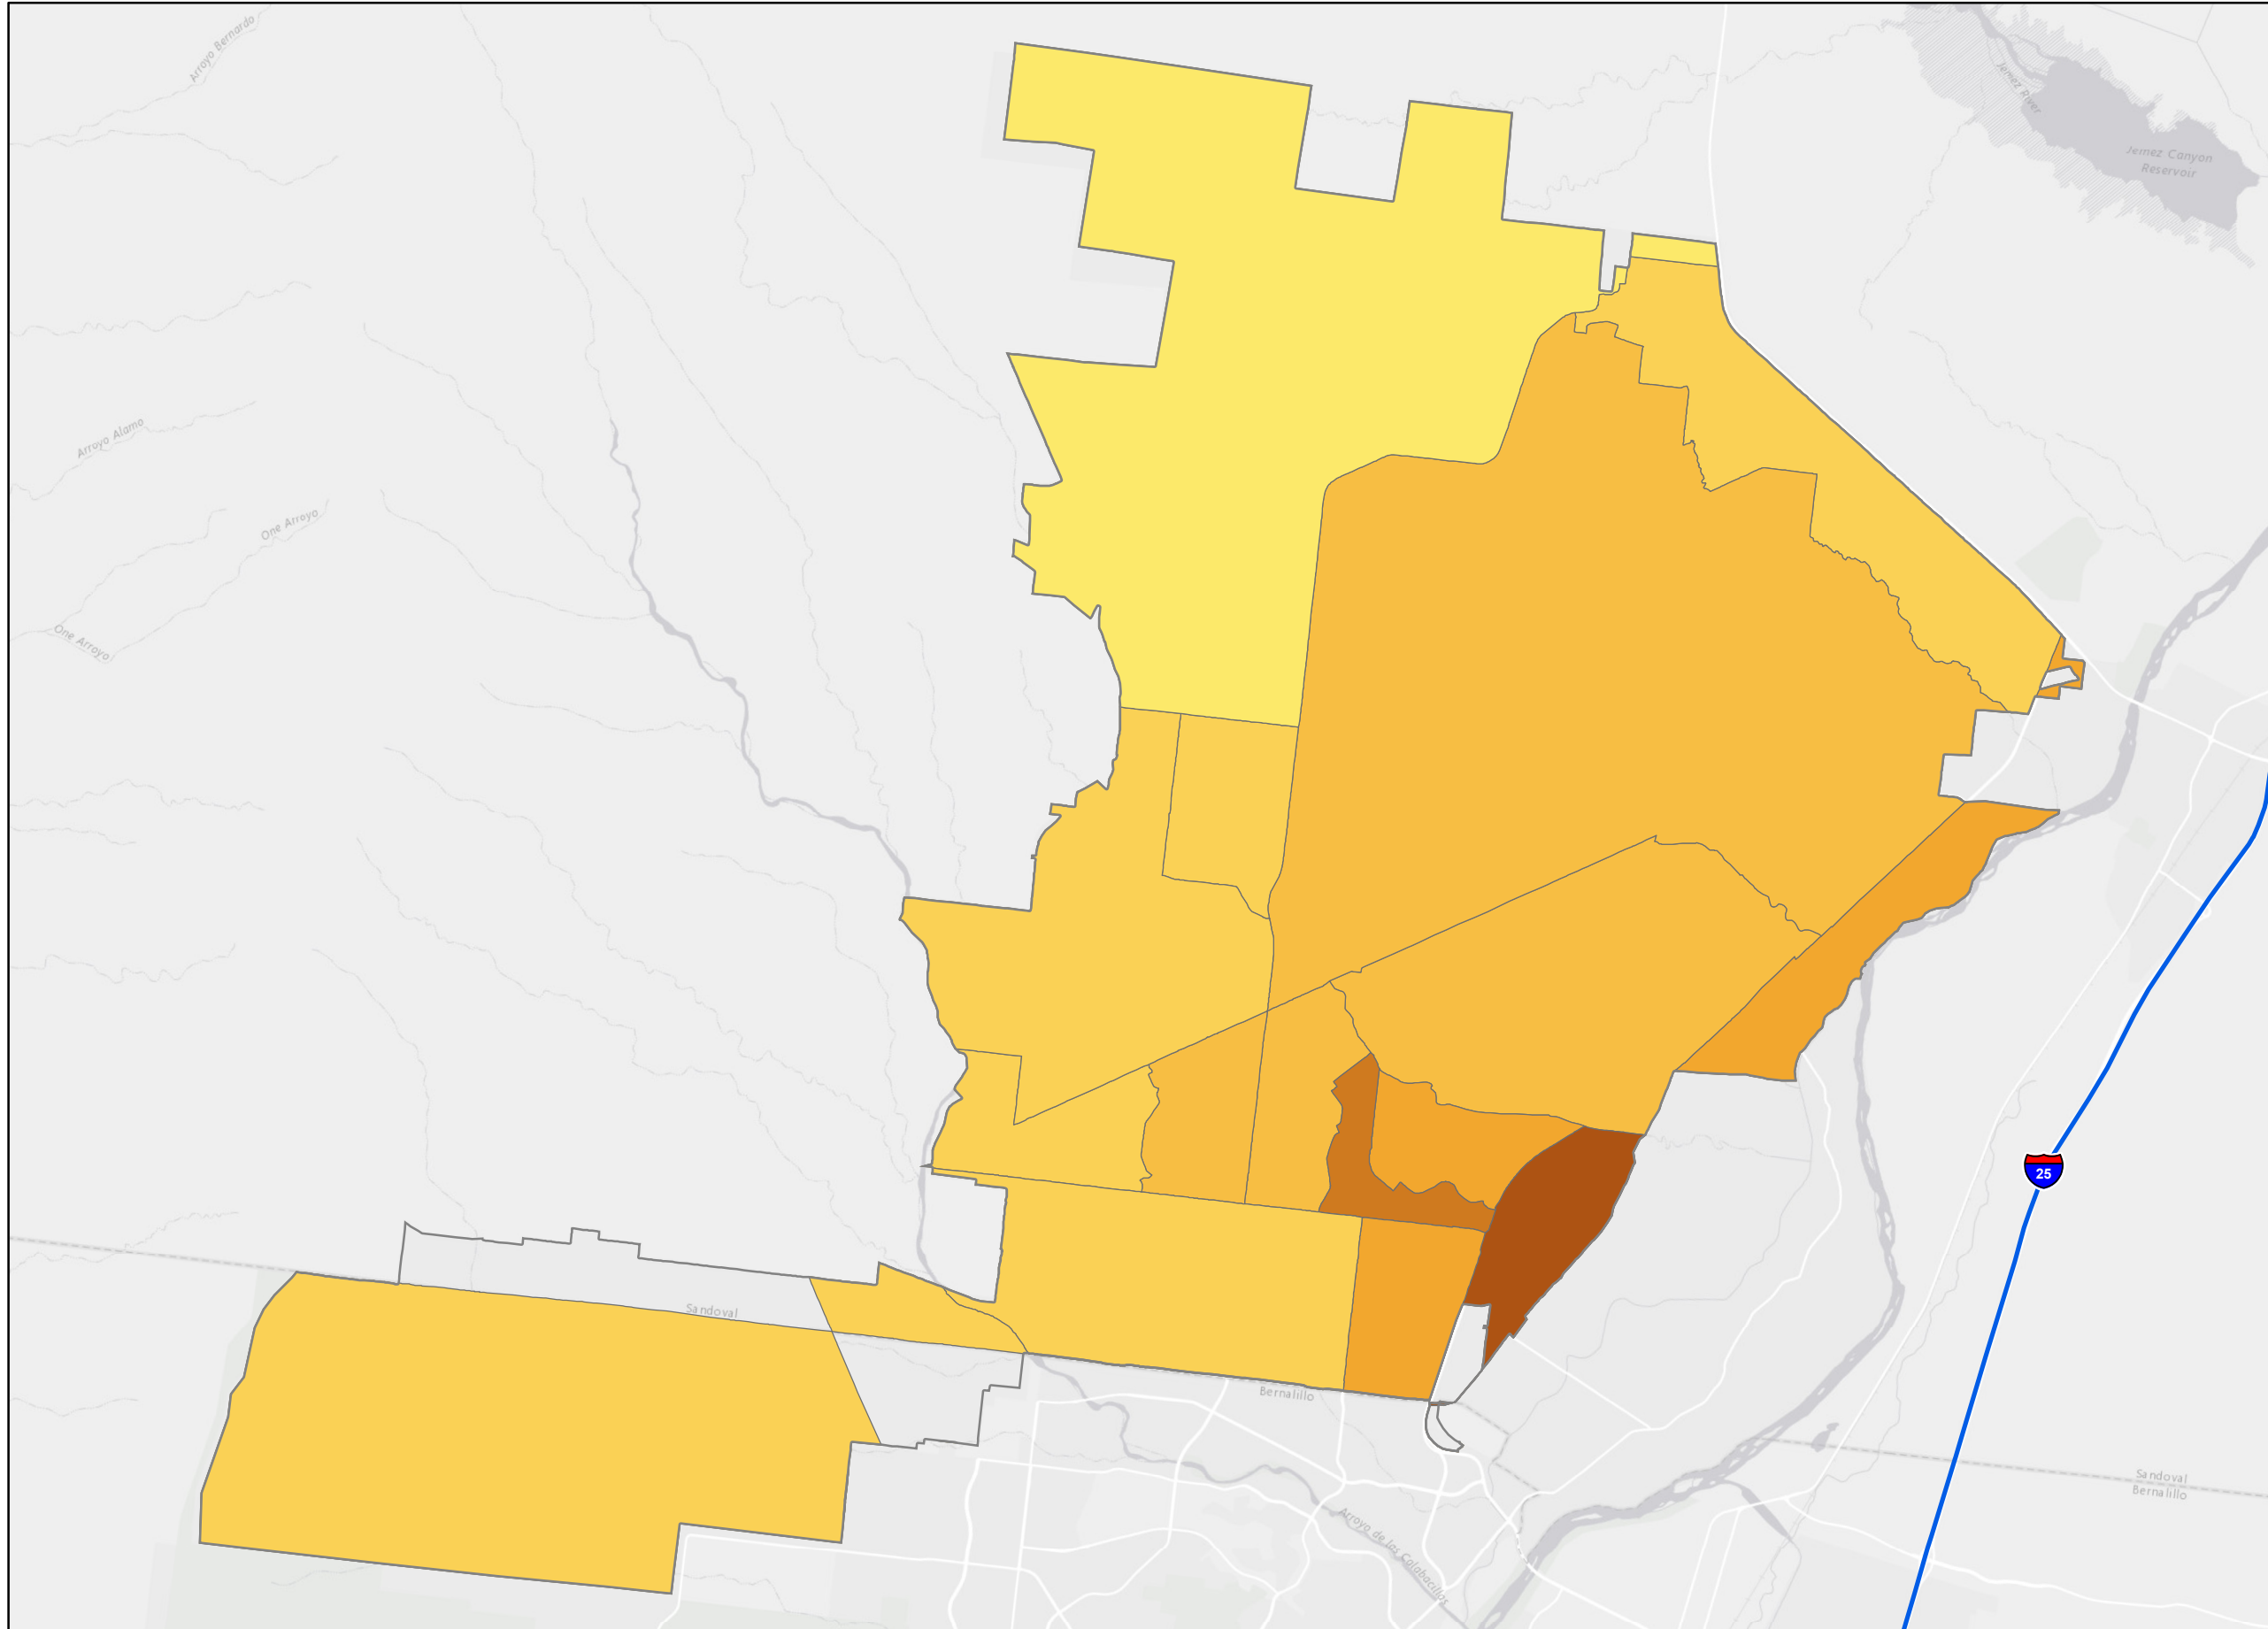 Arroyo Bernardo
Jemez River
Jemez Canyon
Reservoir
Arroyo Alamo
One Arroyo
One Arroyo
25
Sandoval
Bernalillo
Sandoval
Bernalillo
Arroyo de las Calabacillas